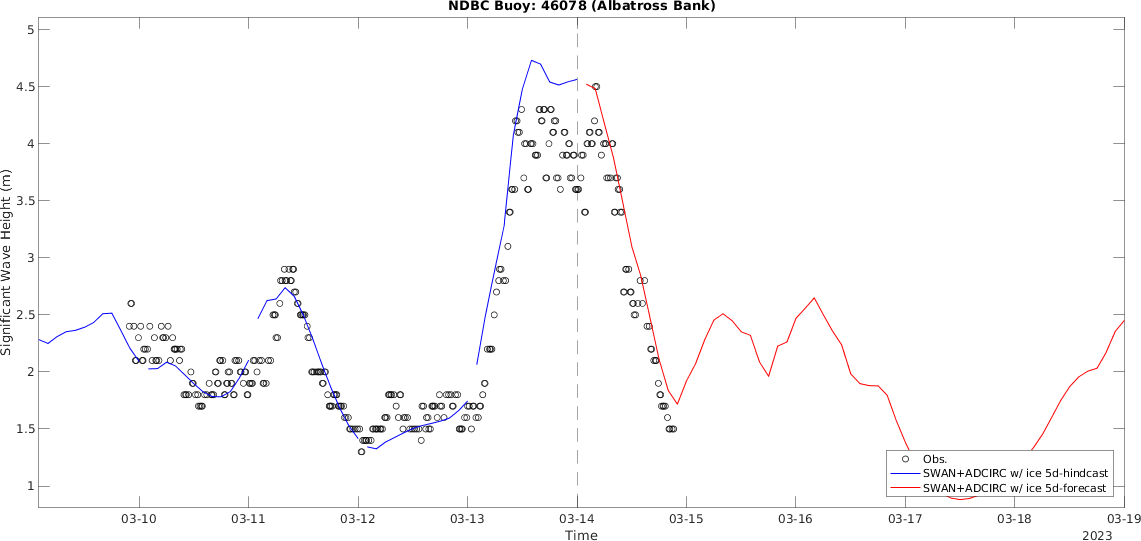 NDBC Buoy: 46078 (Albatross Bank)
5
4.5
4
3.5
3
2.5
2
1.5
1
Significant Wave Height (m)
Obs.
SWAN+ADCIRC w/ ice 5d-hindcast
SWAN+ADCIRC w/ ice 5d-forecast
03-10 03-11 03-12 03-13 03-14 03-15 03-16 03-17 03-18 03-19
Time
2023